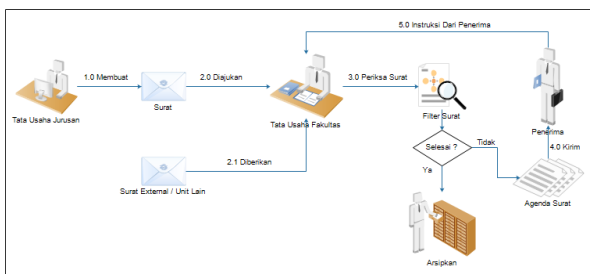 5.0 Instruksi Dari Penerima
1.0 Membuat
2.0 Diajukan
3.0 Periksa Surat
Tata Usaha Jurusan
Surat
Tata Usaha Fakultas
Filter Surat
Penerima
Selesai ?
Tidak
4.0 Kirim
2.1 Diberikan
Ya
Surat External / Unit Lain
Agenda Surat
Arsipkan